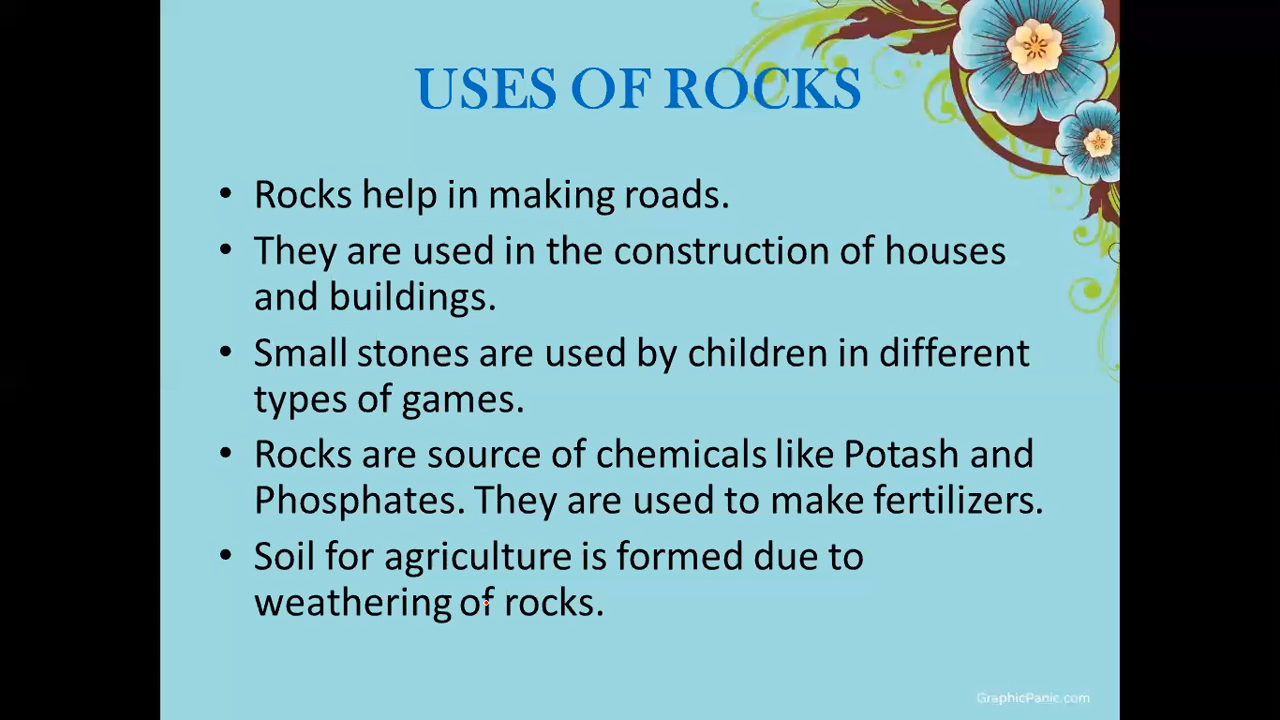 USES OF ROCKS
• Rocks help in making roads.
• They are used in the construction of houses
and buildings.
• Small stones are used by children in different
types of games.
• Rocks are source of chemicals like Potash and
Phosphates. They are used to make fertilizers.
• Soil for agriculture is formed due to
weathering of rocks.
GraphicPanic.com